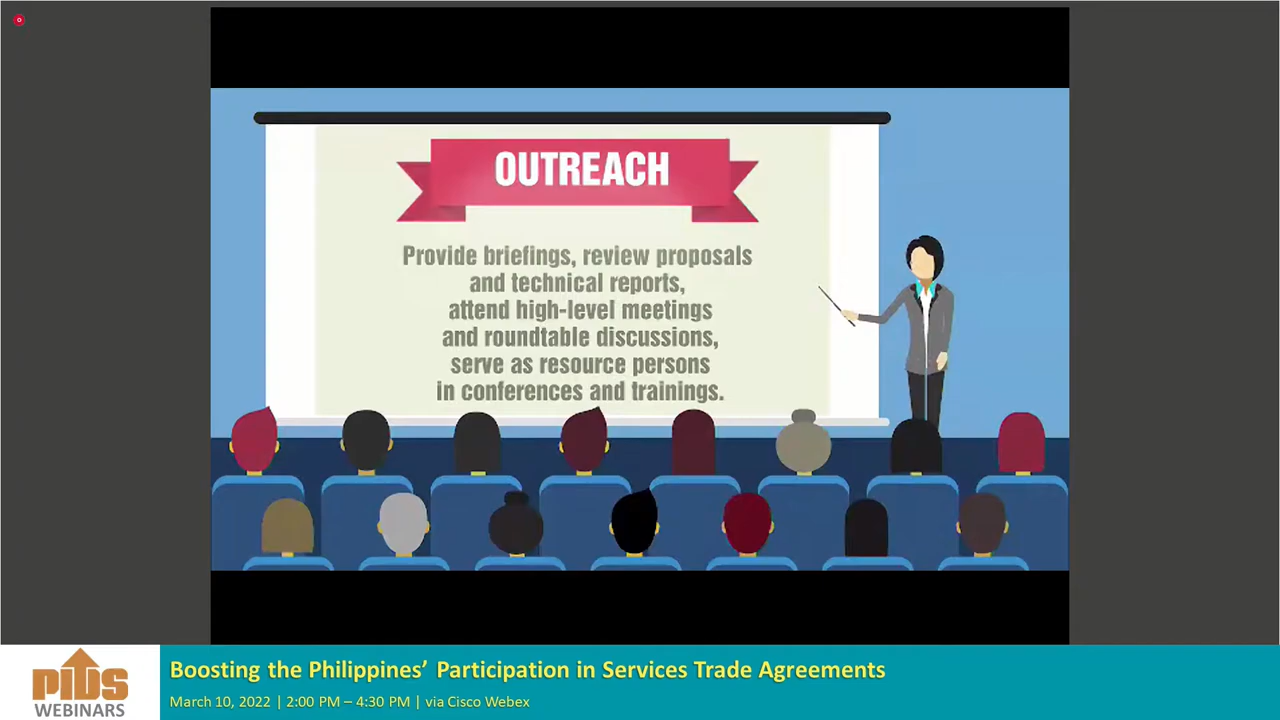 OUTREACH
Provide briefings, review proposals
and technical reports,
attend high-level meetings
and roundtable discussions,
serve as resource persons
in conferences and trainings.
PIDS
WEBINARS
Boosting the Philippines’ Participation in Services Trade Agreements
March 10, 2022 | 2:00 PM – 4:30 PM | via Cisco Webex